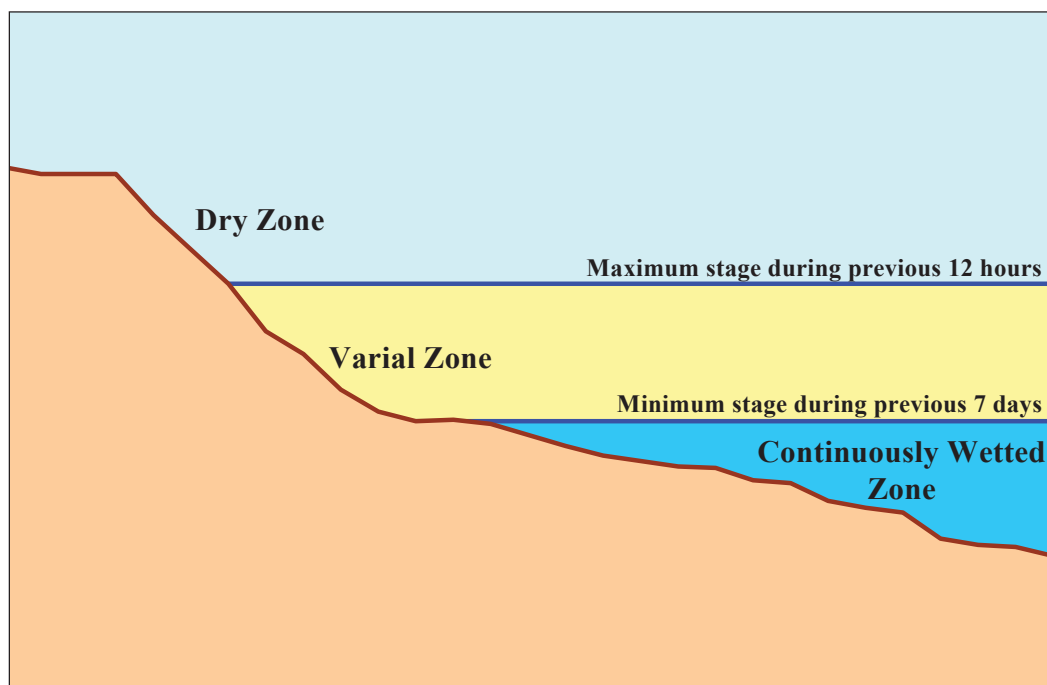 Dry Zone
Maximum stage during previous 12 hours
Varial Zone
Minimum stage during previous 7 days
Continuously Wetted
Zone